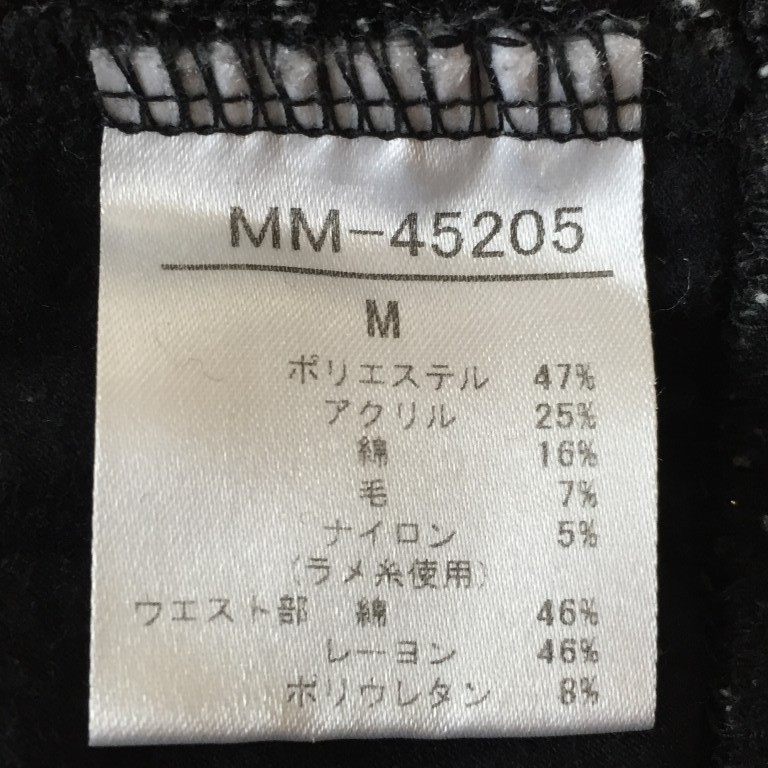 MM-45205
M
ポリエステル 47%
アクリル 25%
綿 16%
毛 7%
ナイロン 5%
(ラメ糸使用)
ウエスト部 綿 46%
レーヨン 46%
ポリウレタン 8%